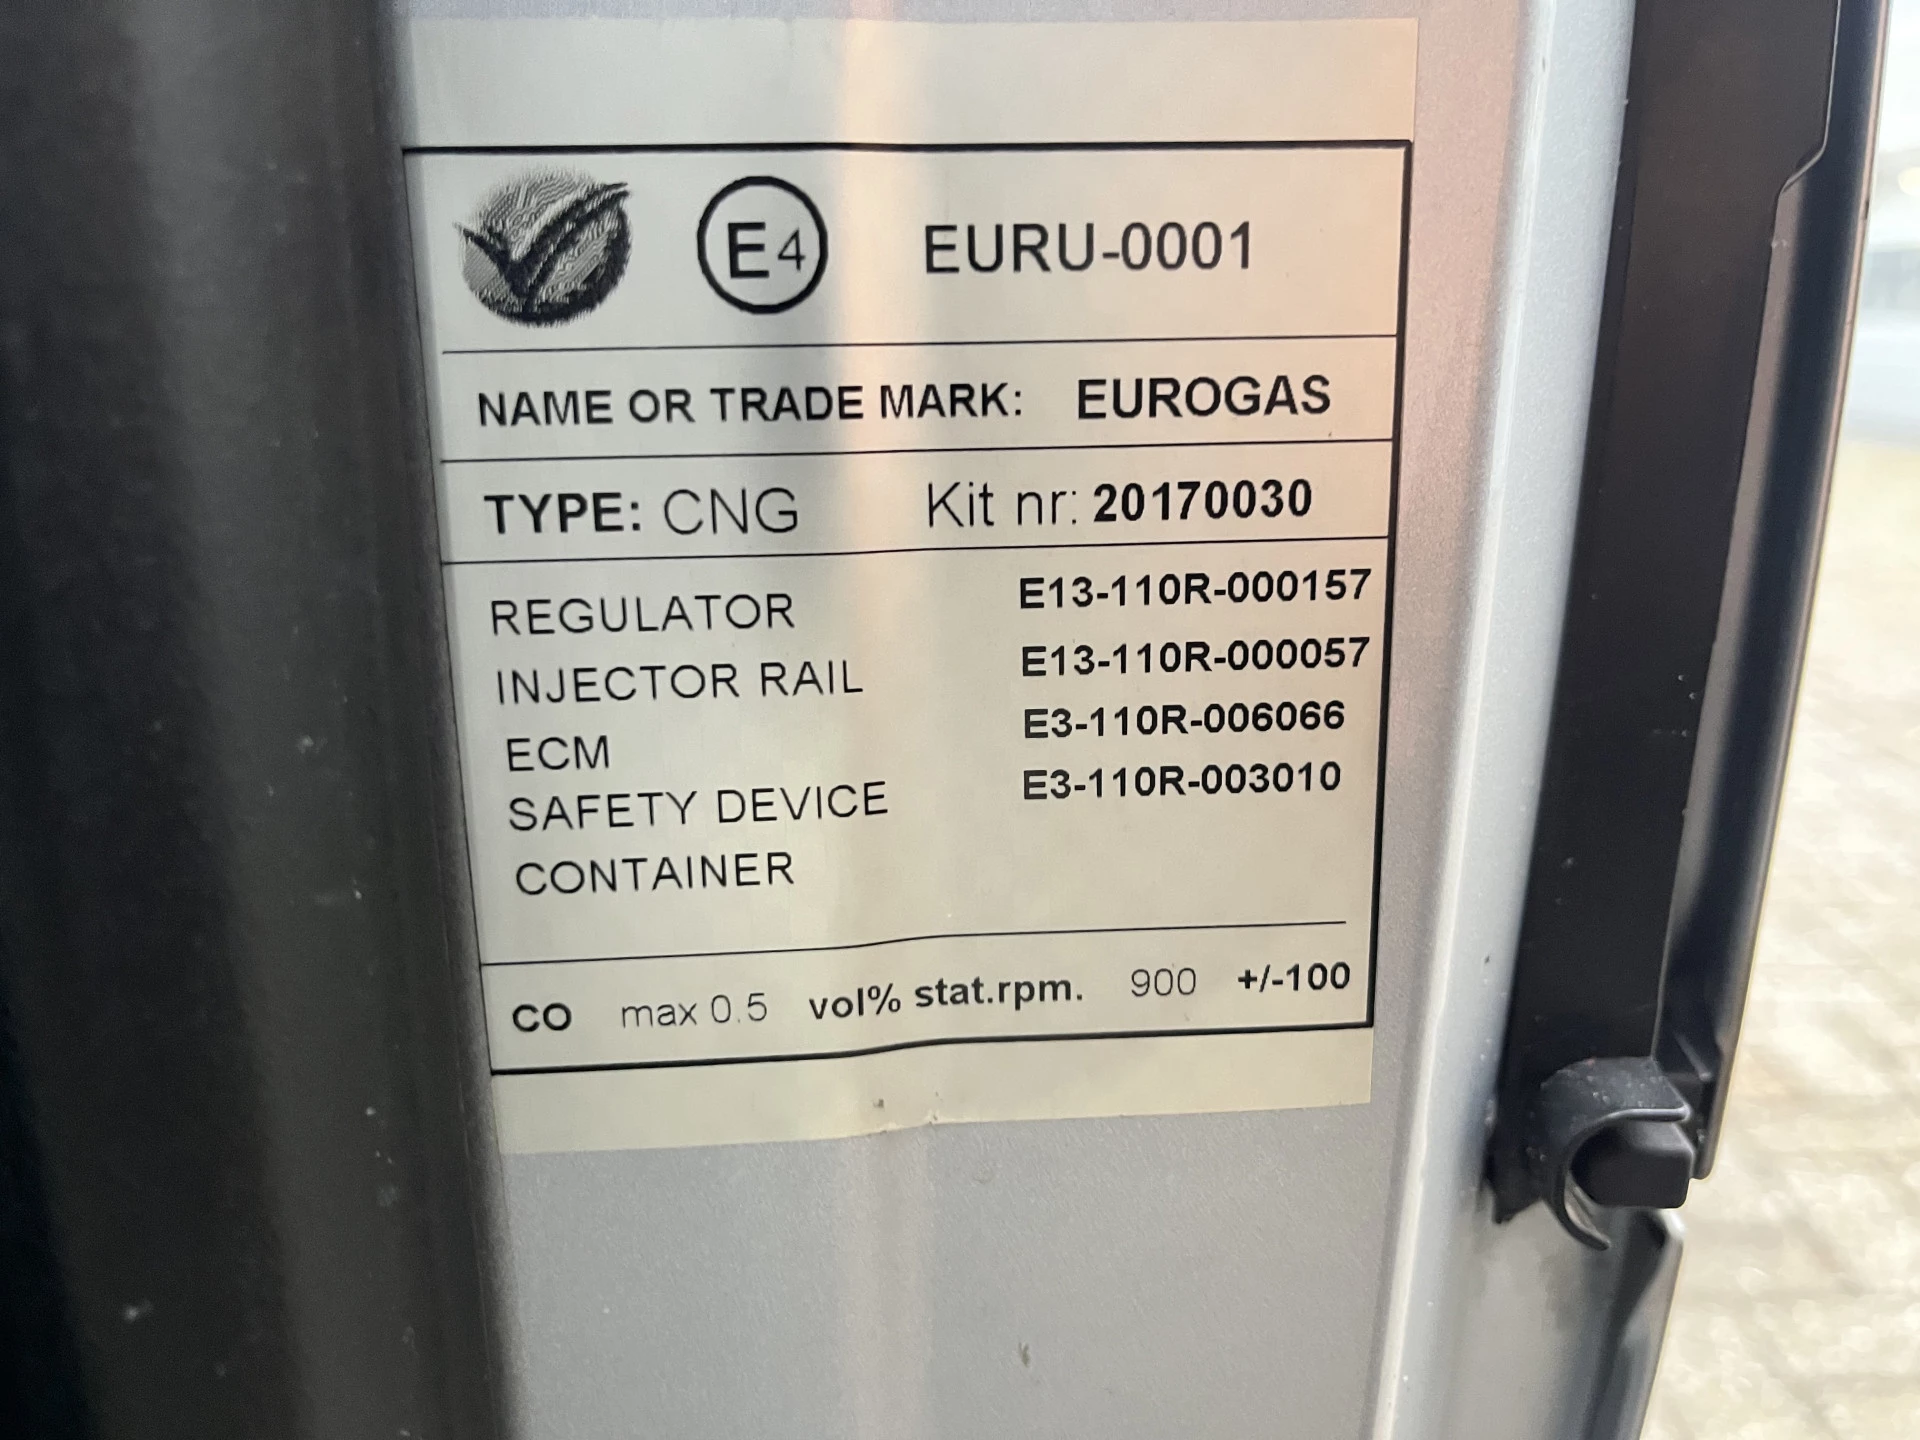 E4 EURU-0001
NAME OR TRADE MARK: EUROGAS
TYPE: CNG Kit nr: 20170030
REGULATOR E13-110R-000157
INJECTOR RAIL E13-110R-000057
ECM E3-110R-006066
SAFETY DEVICE E3-110R-003010
CONTAINER
CO max 0.5 vol% stat.rpm. 900 +/-100